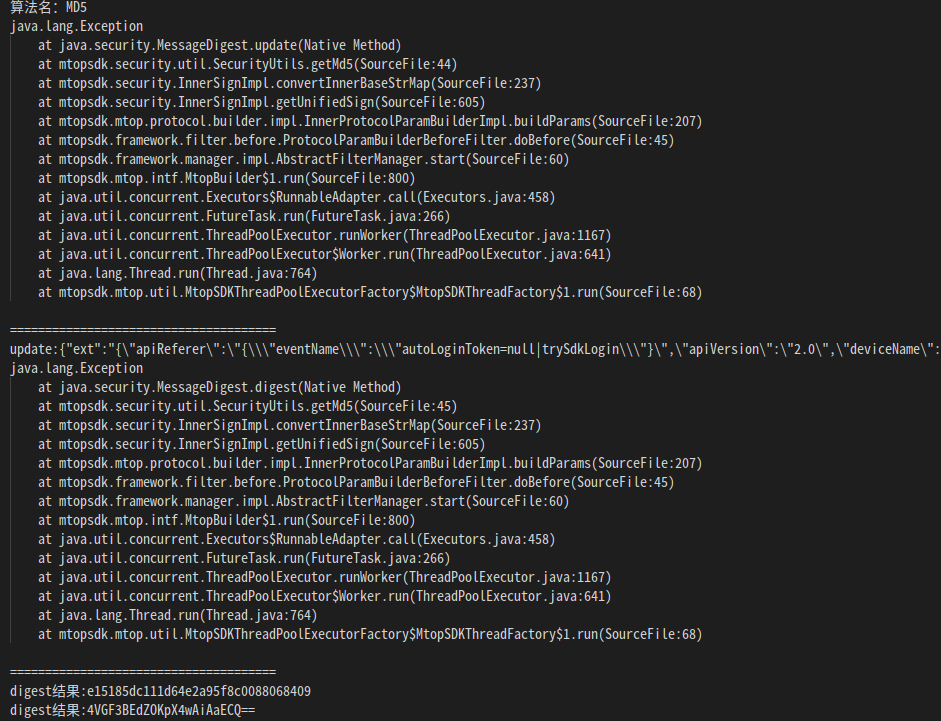 算法名：MD5
java.lang.Exception
at java.security.MessageDigest.update(Native Method)
at mtopsdk.security.util.SecurityUtils.getMd5(SourceFile:44)
at mtopsdk.security.InnerSignImpl.convertInnerBaseStrMap(SourceFile:237)
at mtopsdk.security.InnerSignImpl.getUnifiedSign(SourceFile:605)
at mtopsdk.mtop.protocol.builder.impl.InnerProtocolParamBuilderImpl.buildParams(SourceFile:207)
at mtopsdk.framework.filter.before.ProtocolParamBuilderBeforeFilter.doBefore(SourceFile:45)
at mtopsdk.framework.manager.impl.AbstractFilterManager.start(SourceFile:60)
at mtopsdk.mtop.intf.MtopBuilder$1.run(SourceFile:800)
at java.util.concurrent.Executors$RunnableAdapter.call(Executors.java:458)
at java.util.concurrent.FutureTask.run(FutureTask.java:266)
at java.util.concurrent.ThreadPoolExecutor.runWorker(ThreadPoolExecutor.java:1167)
at java.util.concurrent.ThreadPoolExecutor$Worker.run(ThreadPoolExecutor.java:641)
at java.lang.Thread.run(Thread.java:764)
at mtopsdk.mtop.util.MtopSDKThreadPoolExecutorFactory$MtopSDKThreadFactory$1.run(SourceFile:68)
======================================
update:{"ext":"{\"apiReferer\":\"{\\\"eventName\\\":\\\"autoLoginToken=null|trySdkLogin\\\"}\",\"apiVersion\":\"2.0\",\"deviceName\":
java.lang.Exception
at java.security.MessageDigest.digest(Native Method)
at mtopsdk.security.util.SecurityUtils.getMd5(SourceFile:45)
at mtopsdk.security.InnerSignImpl.convertInnerBaseStrMap(SourceFile:237)
at mtopsdk.security.InnerSignImpl.getUnifiedSign(SourceFile:605)
at mtopsdk.mtop.protocol.builder.impl.InnerProtocolParamBuilderImpl.buildParams(SourceFile:207)
at mtopsdk.framework.filter.before.ProtocolParamBuilderBeforeFilter.doBefore(SourceFile:45)
at mtopsdk.framework.manager.impl.AbstractFilterManager.start(SourceFile:60)
at mtopsdk.mtop.intf.MtopBuilder$1.run(SourceFile:800)
at java.util.concurrent.Executors$RunnableAdapter.call(Executors.java:458)
at java.util.concurrent.FutureTask.run(FutureTask.java:266)
at java.util.concurrent.ThreadPoolExecutor.runWorker(ThreadPoolExecutor.java:1167)
at java.util.concurrent.ThreadPoolExecutor$Worker.run(ThreadPoolExecutor.java:641)
at java.lang.Thread.run(Thread.java:764)
at mtopsdk.mtop.util.MtopSDKThreadPoolExecutorFactory$MtopSDKThreadFactory$1.run(SourceFile:68)
======================================
digest结果:e15185dc111d64e2a95f8c0088068409
digest结果:4VGF3BEdZOKpX4wAiAaECQ==